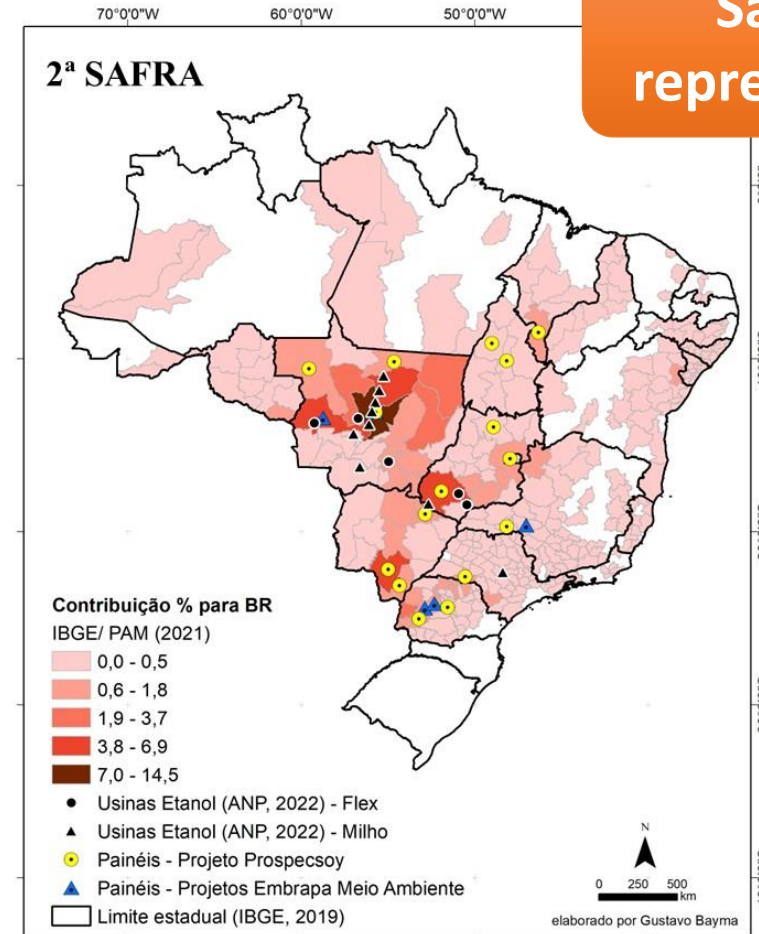 70°0'0"W 60°0'0"W 50°0'0"W
2ª SAFRA
Contribuição % para BR
IBGE/ PAM (2021)
0,0 - 0,5
0,6 - 1,8
1,9 - 3,7
3,8 - 6,9
7,0 - 14,5
Usinas Etanol (ANP, 2022) - Flex
Usinas Etanol (ANP, 2022) - Milho
Painéis - Projeto Prospecsoy
Painéis - Projetos Embrapa Meio Ambiente
Limite estadual (IBGE, 2019)
N
0 250 500
km
elaborado por Gustavo Bayma